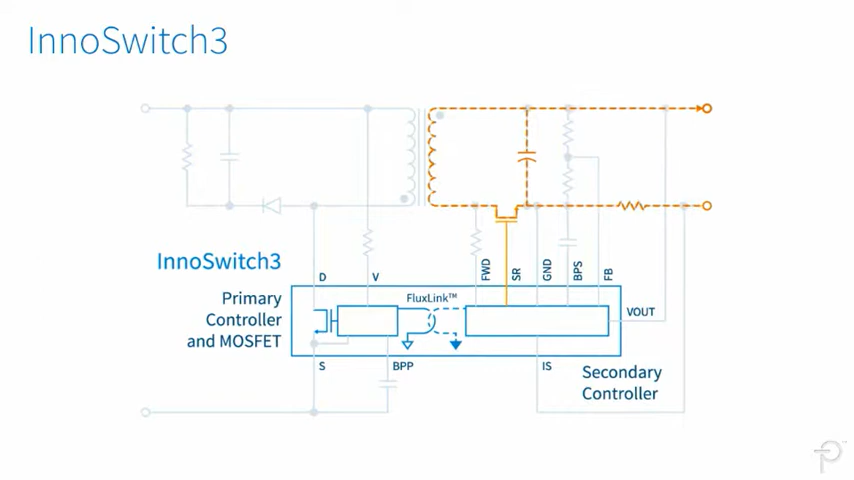 InnoSwitch3
InnoSwitch3
Primary
Controller
and MOSFET
D
V
FluxLink™
FWD
SR
GND
BPS
FB
VOUT
S
BPP
IS
Secondary
Controller